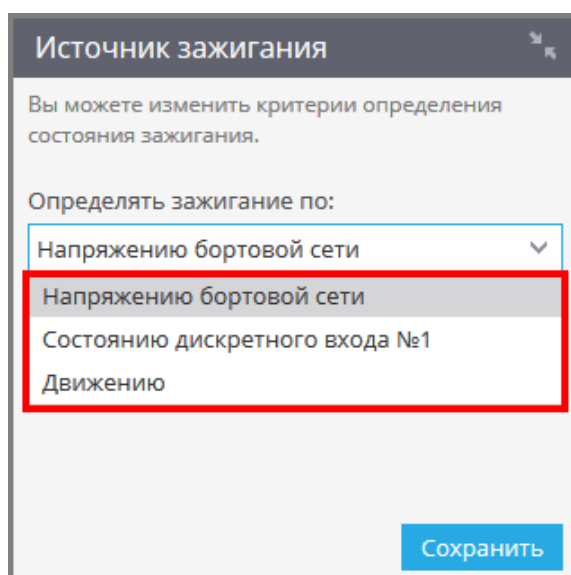 Источник зажигания
Вы можете изменить критерии определения
состояния зажигания.
Определять зажигание по:
Напряжению бортовой сети
Напряжению бортовой сети
Состоянию дискретного входа №1
Движению
Сохранить